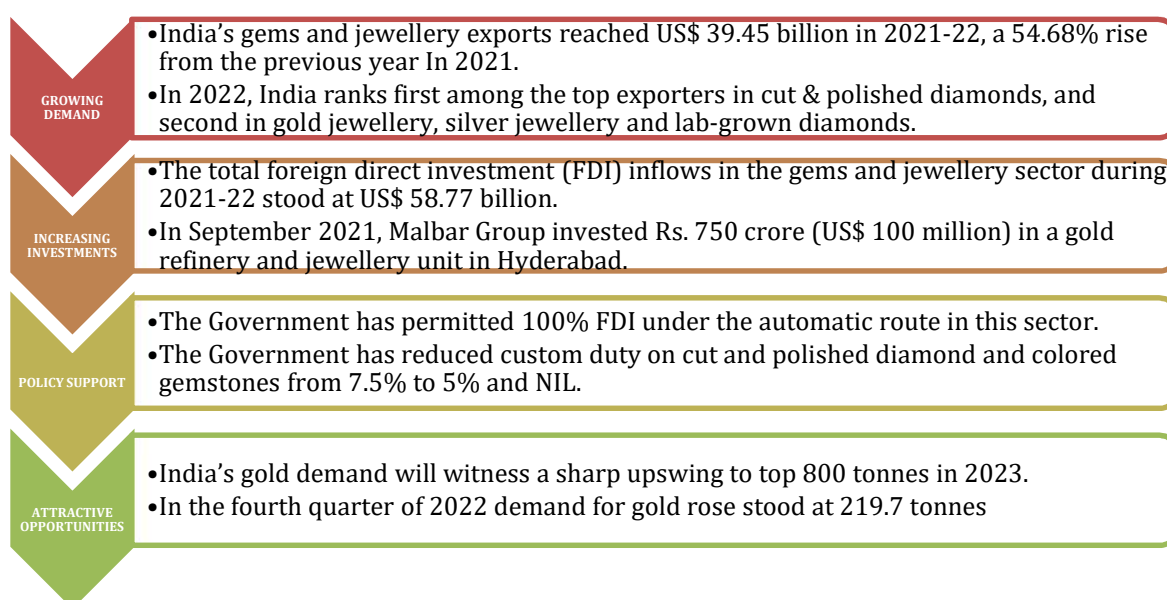 GROWING
DEMAND
•India's gems and jewellery exports reached US$ 39.45 billion in 2021-22, a 54.68% rise
from the previous year In 2021.
•In 2022, India ranks first among the top exporters in cut & polished diamonds, and
second in gold jewellery, silver jewellery and lab-grown diamonds.
INCREASING
INVESTMENTS
•The total foreign direct investment (FDI) inflows in the gems and jewellery sector during
2021-22 stood at US$ 58.77 billion.
•In September 2021, Malbar Group invested Rs. 750 crore (US$ 100 million) in a gold
refinery and jewellery unit in Hyderabad.
POLICY SUPPORT
•The Government has permitted 100% FDI under the automatic route in this sector.
•The Government has reduced custom duty on cut and polished diamond and colored
gemstones from 7.5% to 5% and NIL.
ATTRACTIVE
OPPORTUNITIES
•India's gold demand will witness a sharp upswing to top 800 tonnes in 2023.
•In the fourth quarter of 2022 demand for gold rose stood at 219.7 tonnes